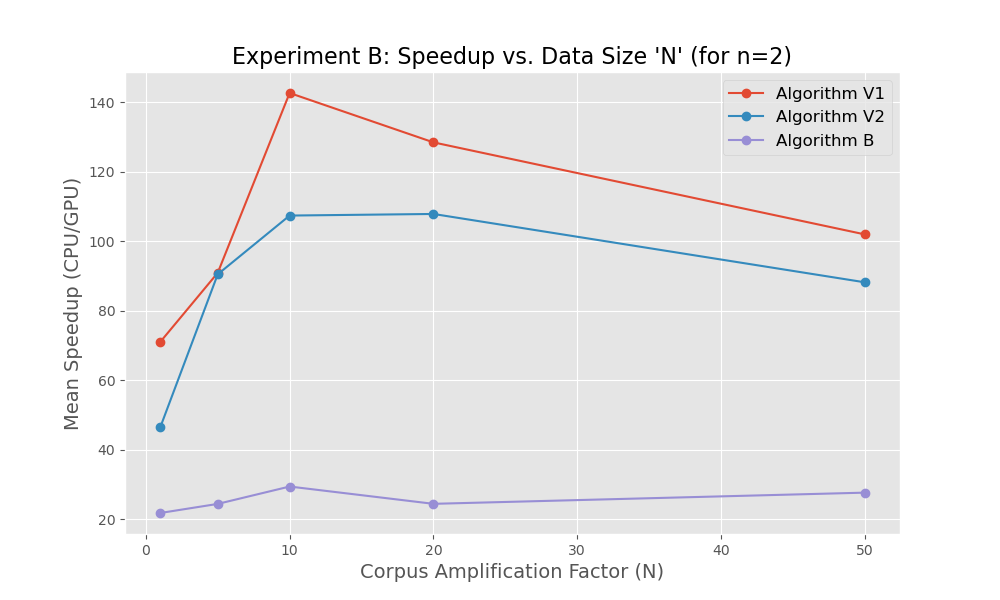 Experiment B: Speedup vs. Data Size 'N' (for n=2)
Algorithm V1
Algorithm V2
Algorithm B
Mean Speedup (CPU/GPU)
140
120
100
80
60
40
20
0
10
20
30
40
50
Corpus Amplification Factor (N)